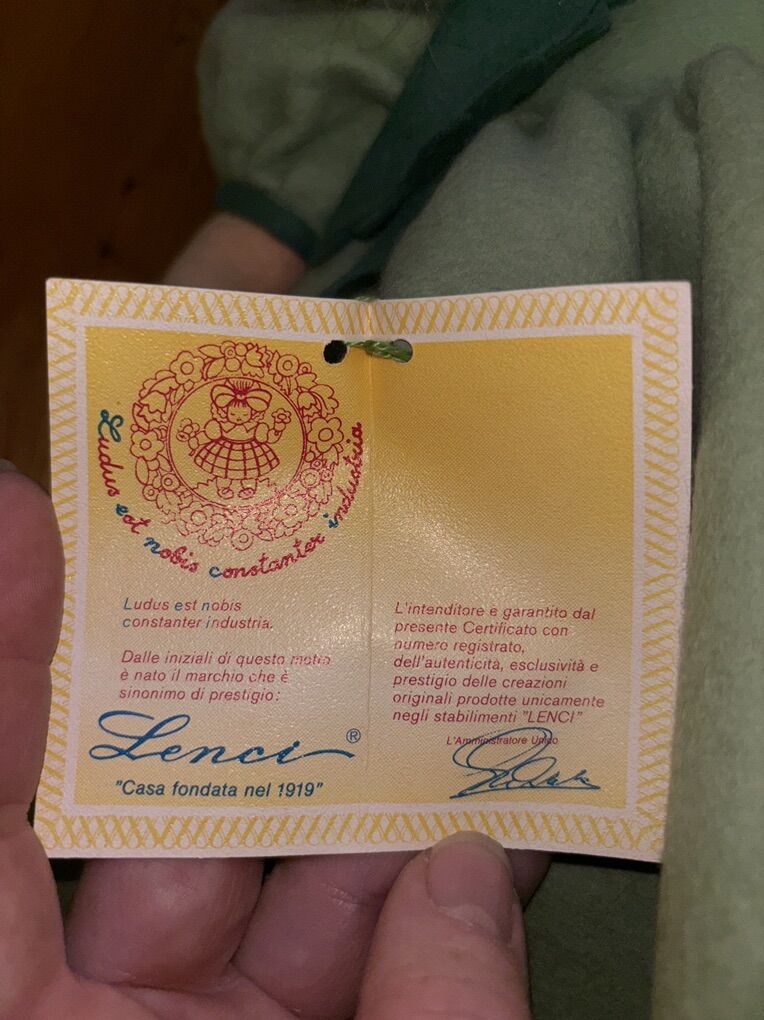 Ludus est nobis constanter industria
Ludus est nobis
constanter industria.
Dalle iniziali di questo motto
è nato il marchio che è
sinonimo di prestigio:
Lenci®
"Casa fondata nel 1919"
L'intenditore è garantito dal
presente Certificato con
numero registrato,
dell'autenticità, esclusività e
prestigio delle creazioni
originali prodotte unicamente
negli stabilimenti "LENCI"
L'Amministratore Unico